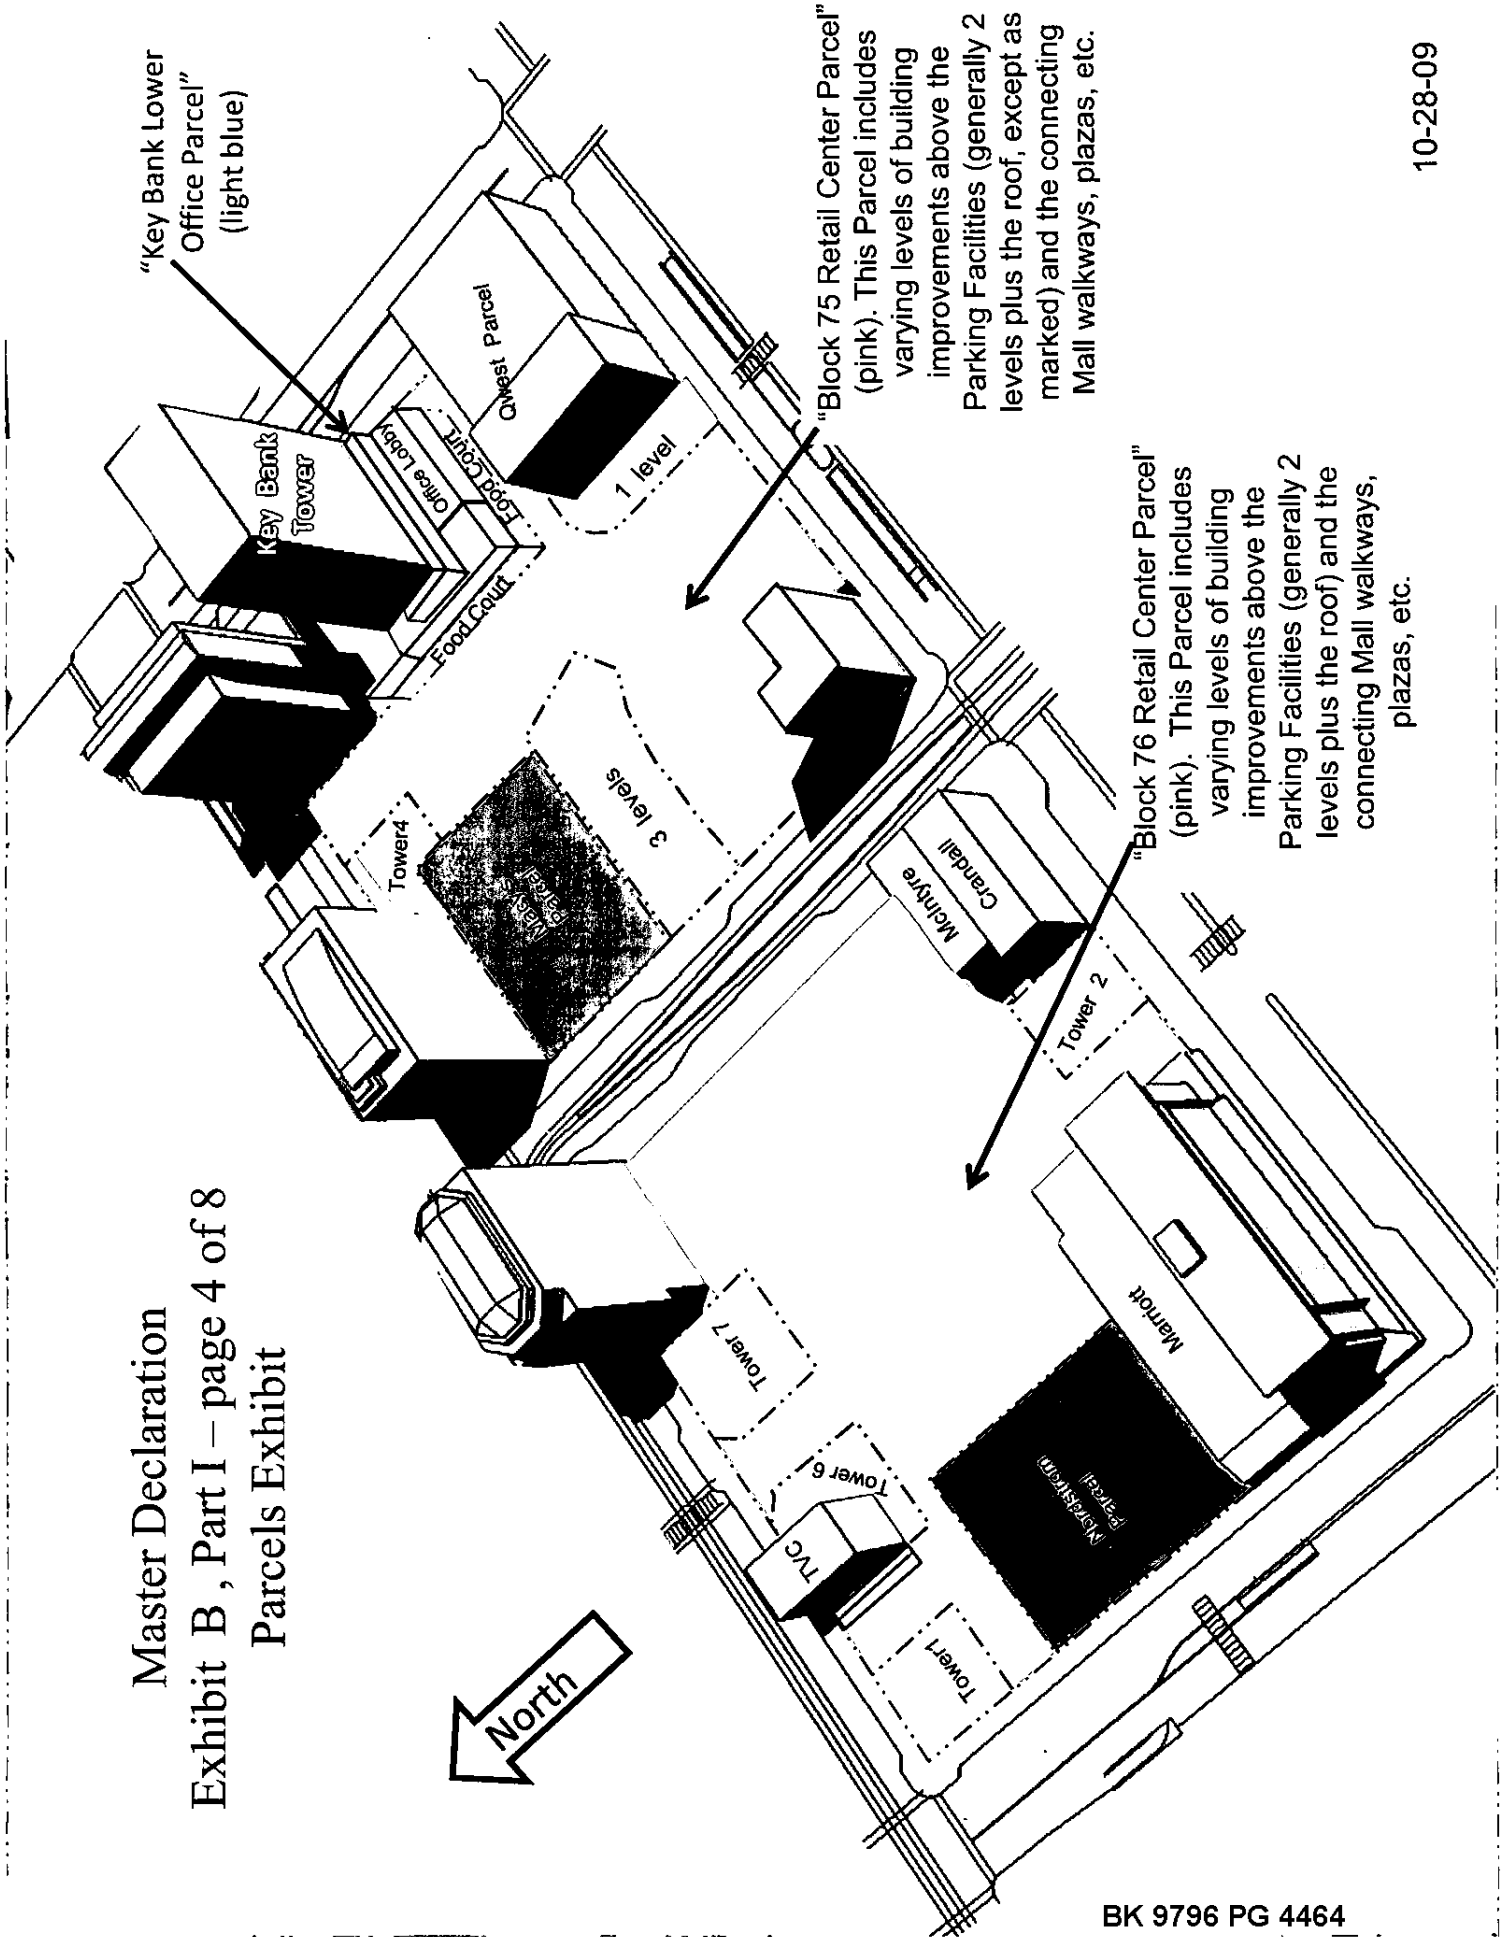 Master Declaration
Exhibit B , Part I – page 4 of 8
Parcels Exhibit
North
"Key Bank Lower
Office Parcel"
(light blue)
Key Bank
Tower
Office Lobby
Food Court
Food Court
Qwest Parcel
1 level
3 levels
Tower4
Parcel
McIntyre
Crandall
Tower 2
Marriott
Nordstrom
Parcel
Tower 7
Tower 6
TVC
Tower1
"Block 75 Retail Center Parcel"
(pink). This Parcel includes
varying levels of building
improvements above the
Parking Facilities (generally 2
levels plus the roof, except as
marked) and the connecting
Mall walkways, plazas, etc.
"Block 76 Retail Center Parcel"
(pink). This Parcel includes
varying levels of building
improvements above the
Parking Facilities (generally 2
levels plus the roof) and the
connecting Mall walkways,
plazas, etc.
10-28-09
BK 9796 PG 4464